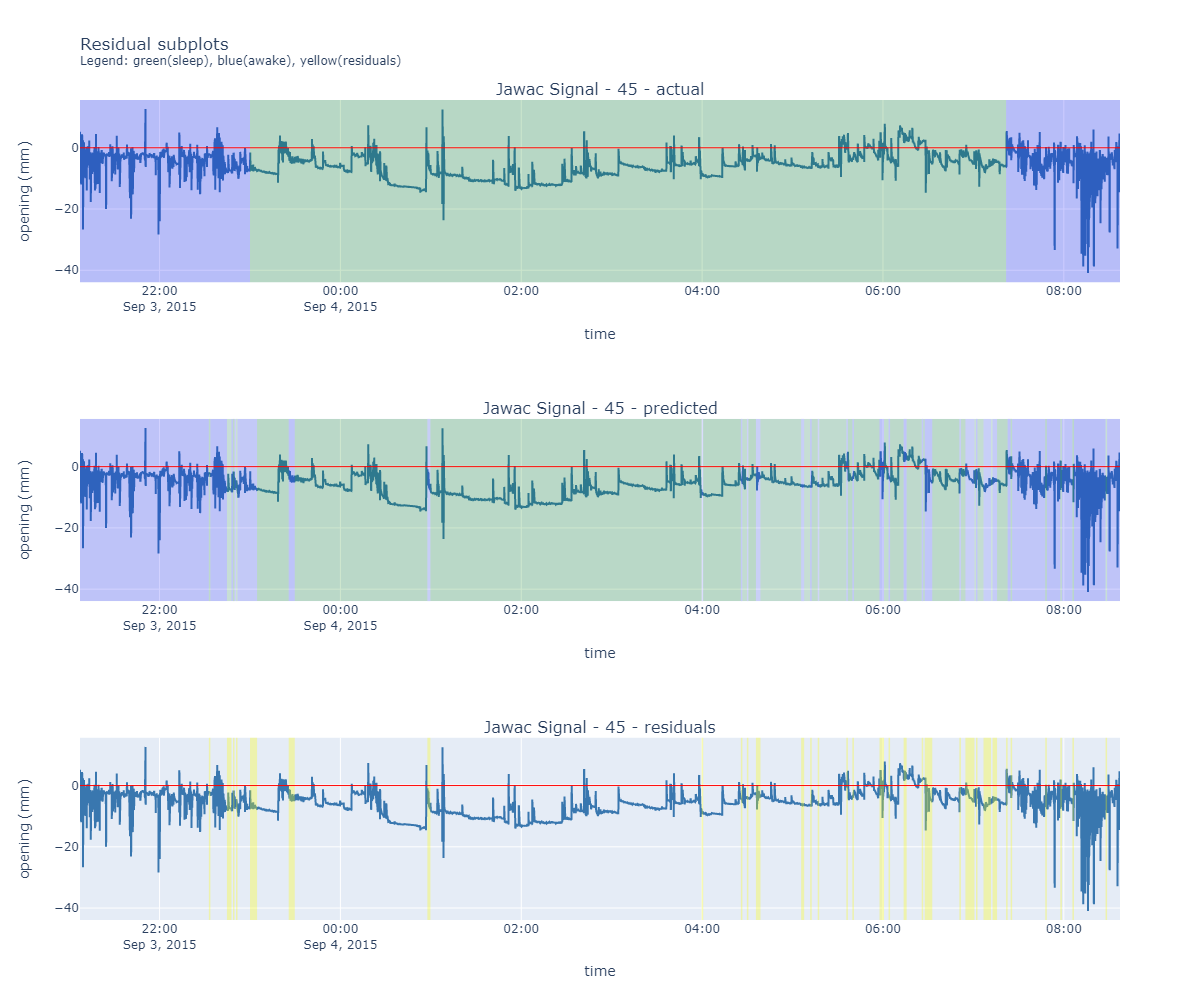 Residual subplots
Legend: green(sleep), blue(awake), yellow(residuals)
Jawac Signal - 45 - actual
opening (mm)
0
−20
−40
22:00 00:00 02:00 04:00 06:00 08:00
Sep 3, 2015 Sep 4, 2015
time
Jawac Signal - 45 - predicted
opening (mm)
0
−20
−40
22:00 00:00 02:00 04:00 06:00 08:00
Sep 3, 2015 Sep 4, 2015
time
Jawac Signal - 45 - residuals
opening (mm)
0
−20
−40
22:00 00:00 02:00 04:00 06:00 08:00
Sep 3, 2015 Sep 4, 2015
time